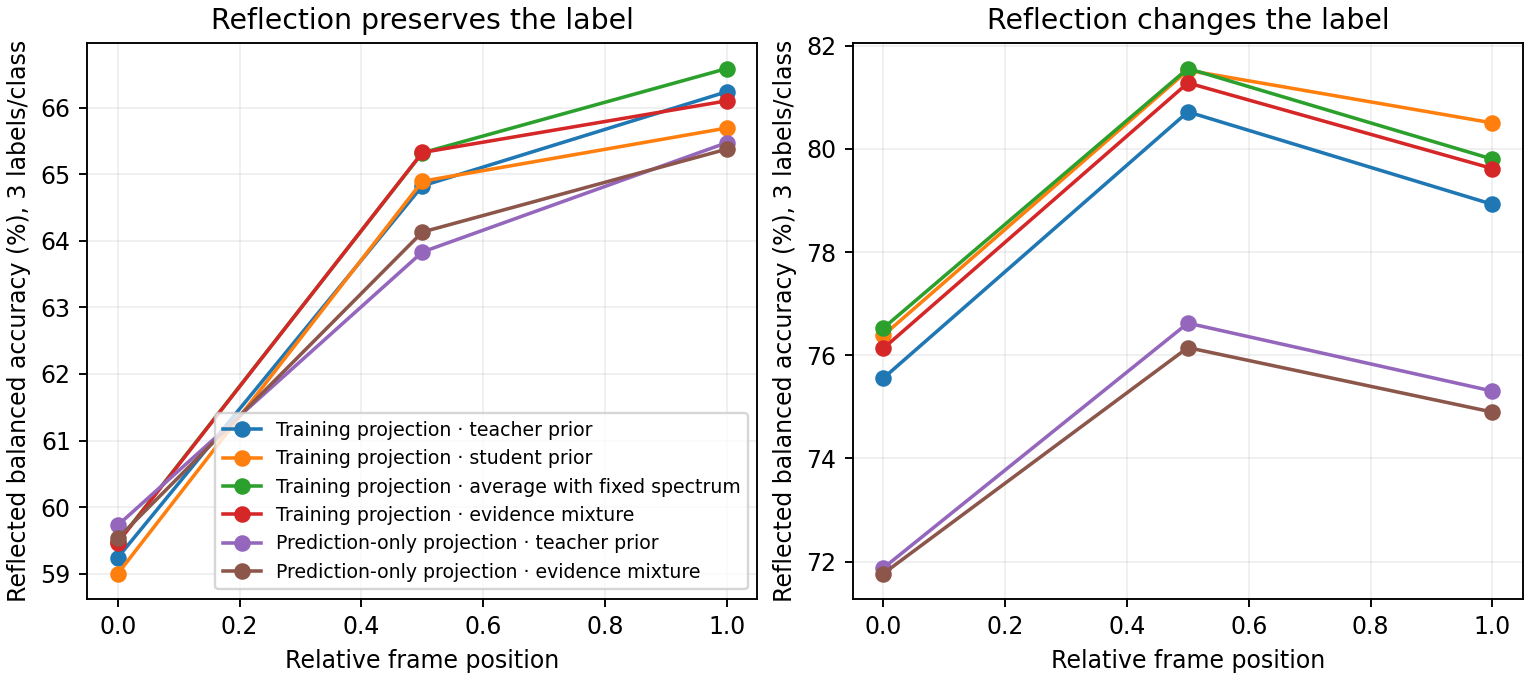 Reflection preserves the label
Reflected balanced accuracy (%), 3 labels/class
66
65
64
63
62
61
60
59
Training projection · teacher prior
Training projection · student prior
Training projection · average with fixed spectrum
Training projection · evidence mixture
Prediction-only projection · teacher prior
Prediction-only projection · evidence mixture
0.0 0.2 0.4 0.6 0.8 1.0
Relative frame position
Reflection changes the label
Reflected balanced accuracy (%), 3 labels/class
82
80
78
76
74
72
0.0 0.2 0.4 0.6 0.8 1.0
Relative frame position